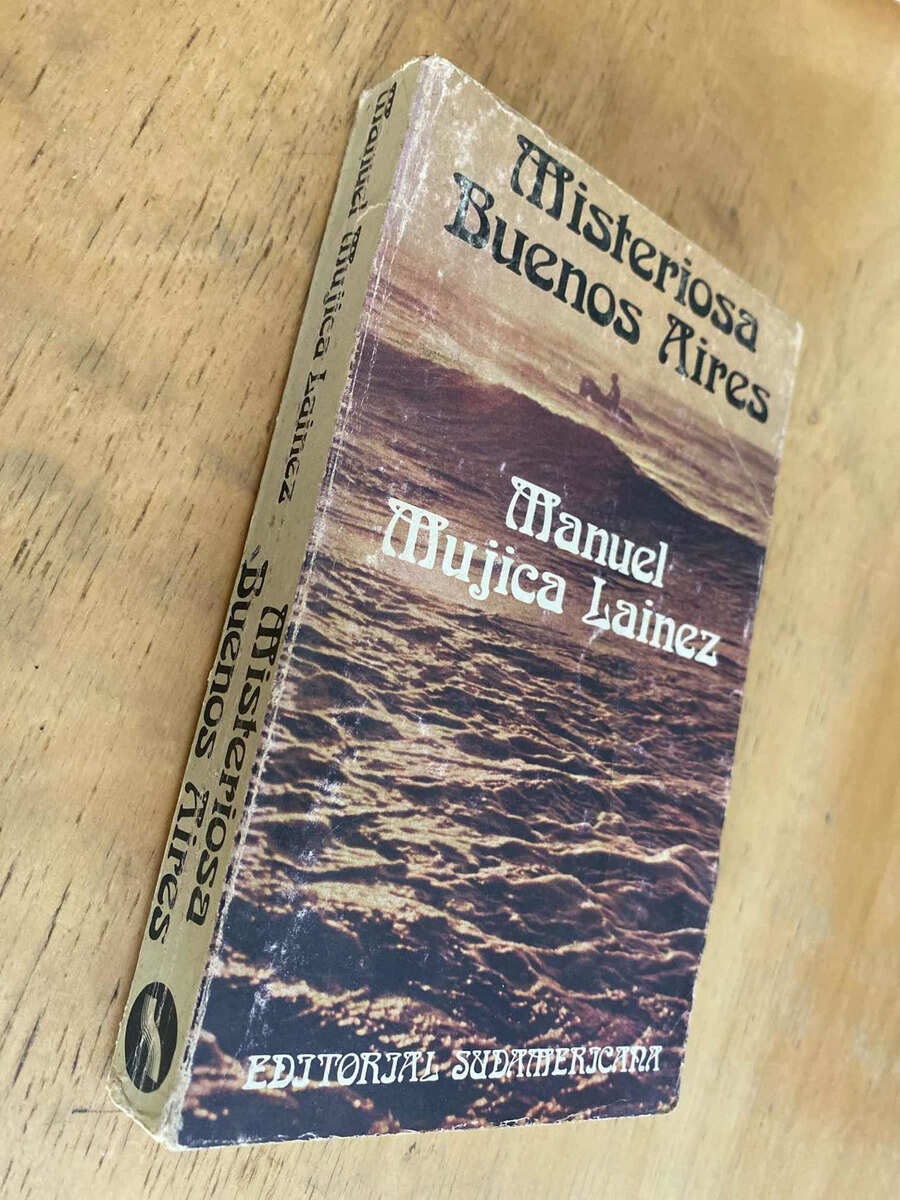 Misteriosa
Buenos Aires
Manuel
Mujica Lainez
EDITORIAL SUDAMERICANA
Manuel Mujica Lainez
Misteriosa
Buenos Aires